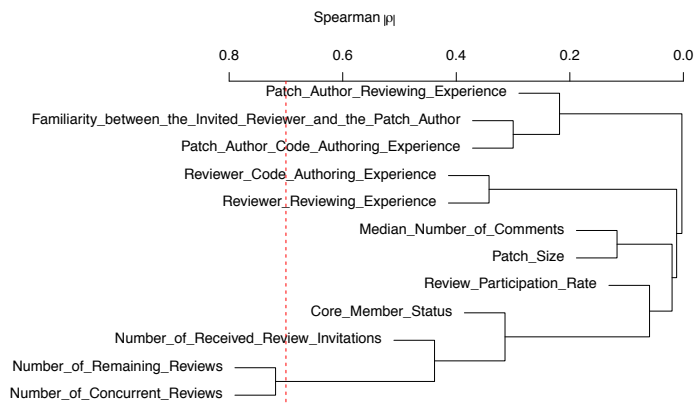 Spearman |ρ|
0.8 0.6 0.4 0.2 0.0
Patch_Author_Reviewing_Experience
Familiarity_between_the_Invited_Reviewer_and_the_Patch_Author
Patch_Author_Code_Authoring_Experience
Reviewer_Code_Authoring_Experience
Reviewer_Reviewing_Experience
Median_Number_of_Comments
Patch_Size
Review_Participation_Rate
Core_Member_Status
Number_of_Received_Review_Invitations
Number_of_Remaining_Reviews
Number_of_Concurrent_Reviews